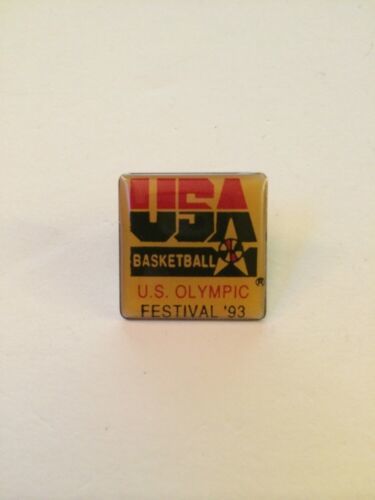 USA
BASKETBALL
®
U.S. OLYMPIC
FESTIVAL '93